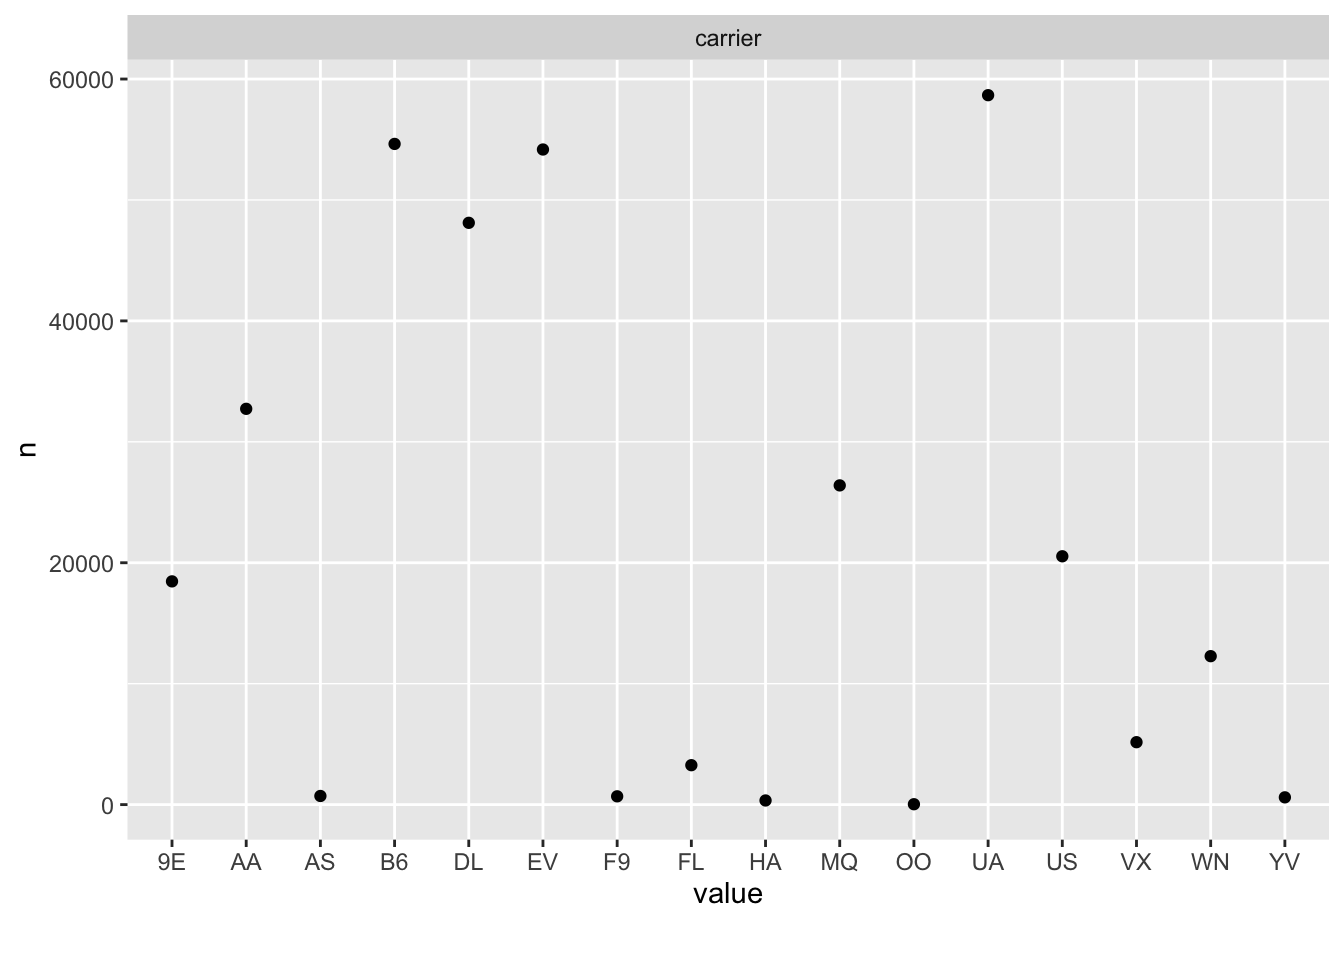 carrier
60000
40000
20000
0
n
9E AA AS B6 DL EV F9 FL HA MQ OO UA US VX WN YV
value